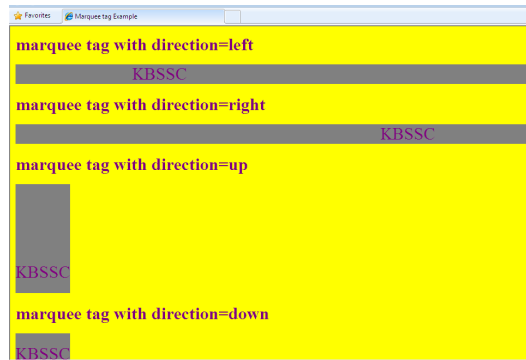 Favorites
Marquee tag Example
marquee tag with direction=left
KBSSC
marquee tag with direction=right
KBSSC
marquee tag with direction=up
KBSSC
marquee tag with direction=down
KBSSC